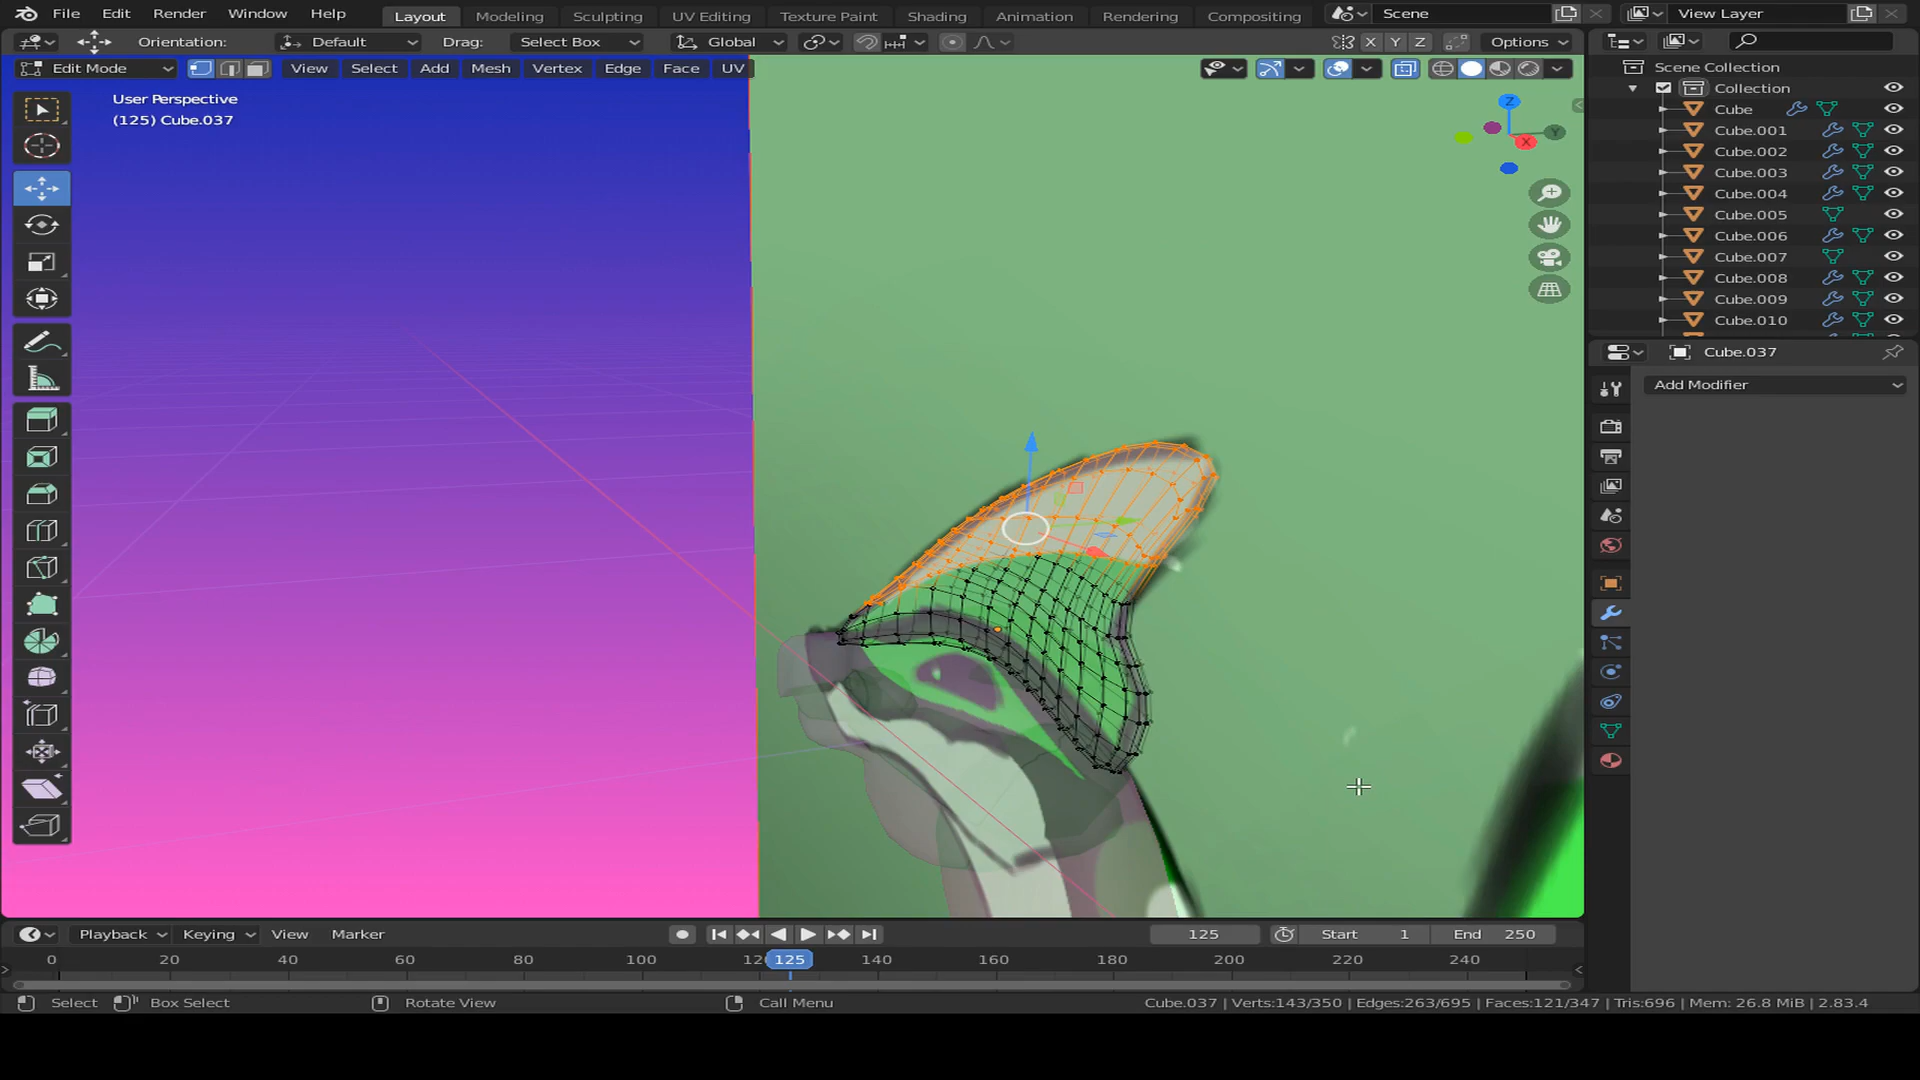 File Edit Render Window Help Layout Modeling Sculpting UV Editing Texture Paint Shading Animation Rendering Compositing Scene View Layer
Orientation: Default Drag: Select Box Global X Y Z Options
Edit Mode View Select Add Mesh Vertex Edge Face UV
User Perspective
(125) Cube.037
Z
Y
X
Scene Collection
Collection
Cube
Cube.001
Cube.002
Cube.003
Cube.004
Cube.005
Cube.006
Cube.007
Cube.008
Cube.009
Cube.010
Cube.037
Add Modifier
Playback Keying View Marker 125 Start 1 End 250
0 20 40 60 80 100 125 140 160 180 200 220 240
Select Box Select Rotate View Call Menu Cube.037 | Verts:143/350 | Edges:263/695 | Faces:121/347 | Tris:696 | Mem: 26.8 MiB | 2.83.4